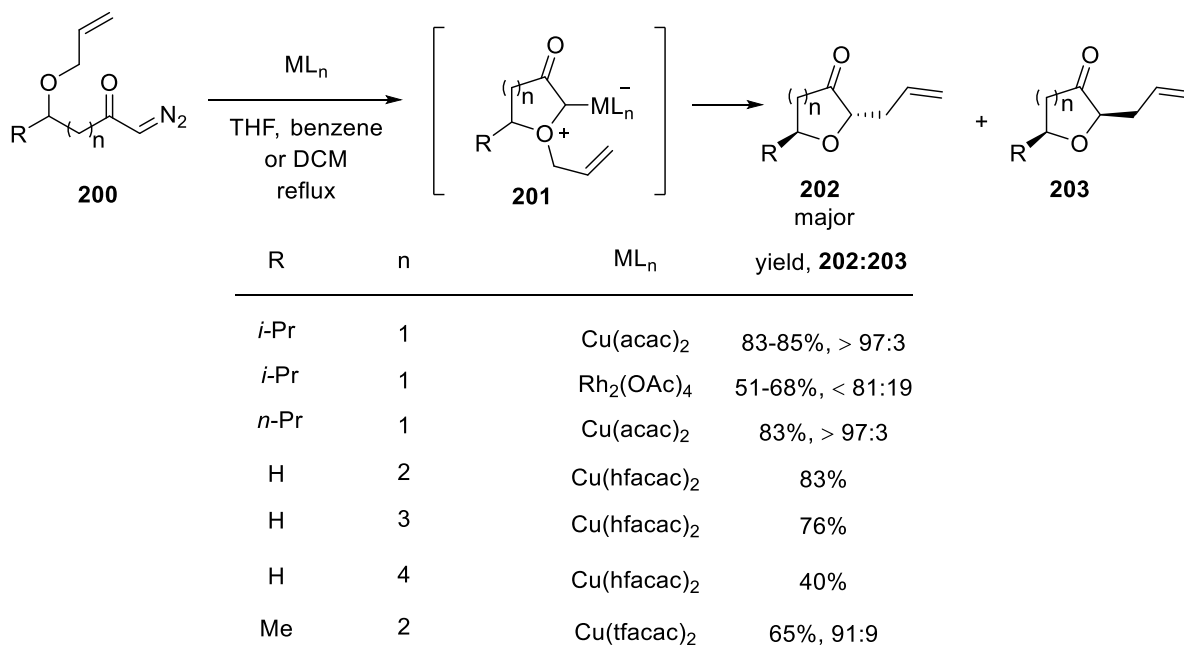 O
R
( )n
O
N2
200
MLn
THF, benzene
or DCM
reflux
O
( )n
R
O+
MLn
−
201
O
( )n
R
O
202
major
+
O
( )n
R
O
203
R n MLn yield, 202:203
i-Pr 1 Cu(acac)2 83-85%, > 97:3
i-Pr 1 Rh2(OAc)4 51-68%, < 81:19
n-Pr 1 Cu(acac)2 83%, > 97:3
H 2 Cu(hfacac)2 83%
H 3 Cu(hfacac)2 76%
H 4 Cu(hfacac)2 40%
Me 2 Cu(tfacac)2 65%, 91:9